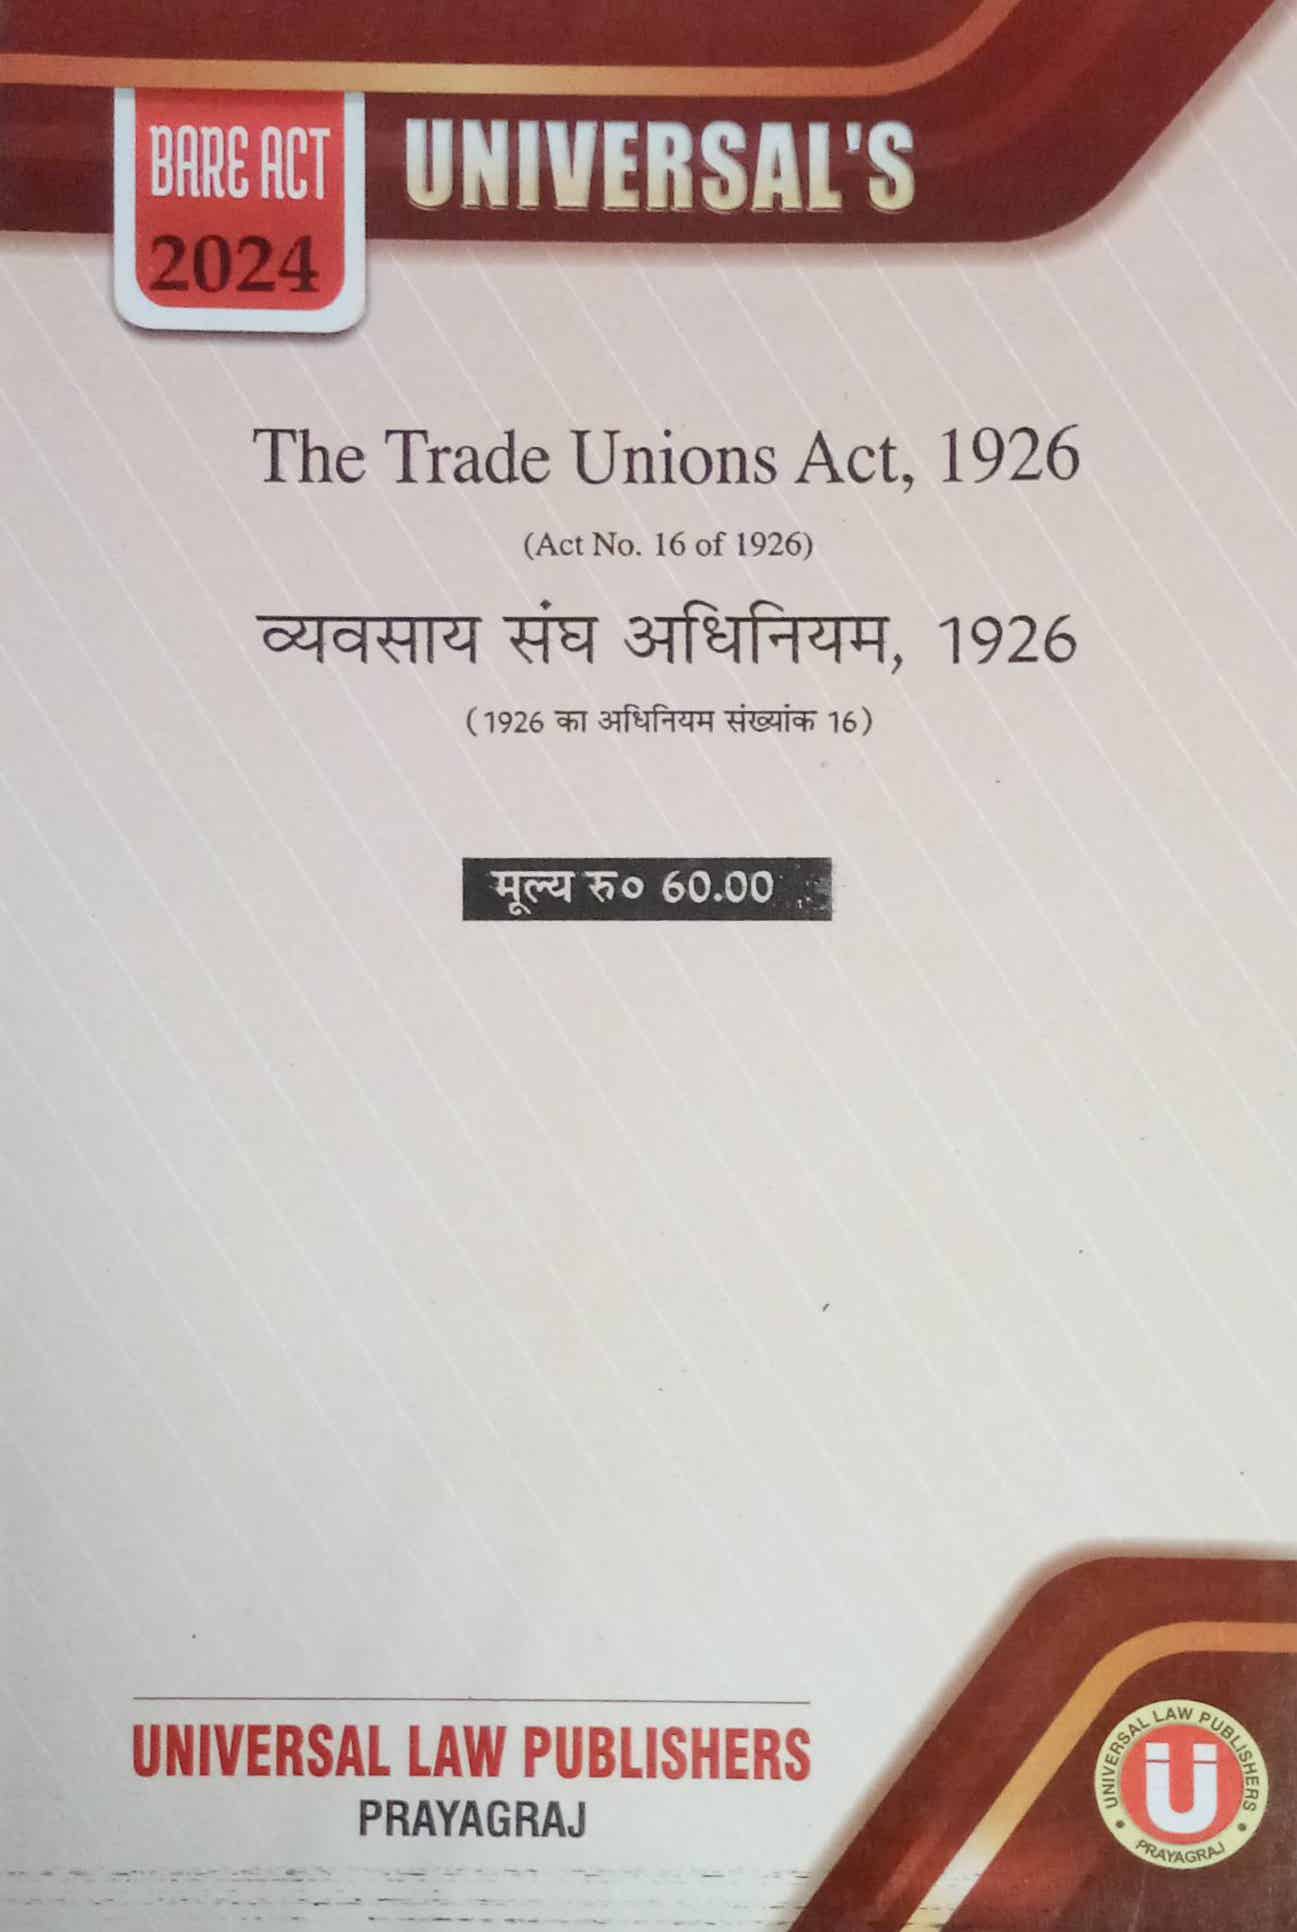 BARE ACT
2024
UNIVERSAL'S
The Trade Unions Act, 1926
(Act No. 16 of 1926)
व्यवसाय संघ अधिनियम, 1926
(1926 का अधिनियम संख्यांक 16)
मूल्य रु० 60.00
UNIVERSAL LAW PUBLISHERS
PRAYAGRAJ
UNIVERSAL LAW PUBLISHERS
U
• PRAYAGRAJ •